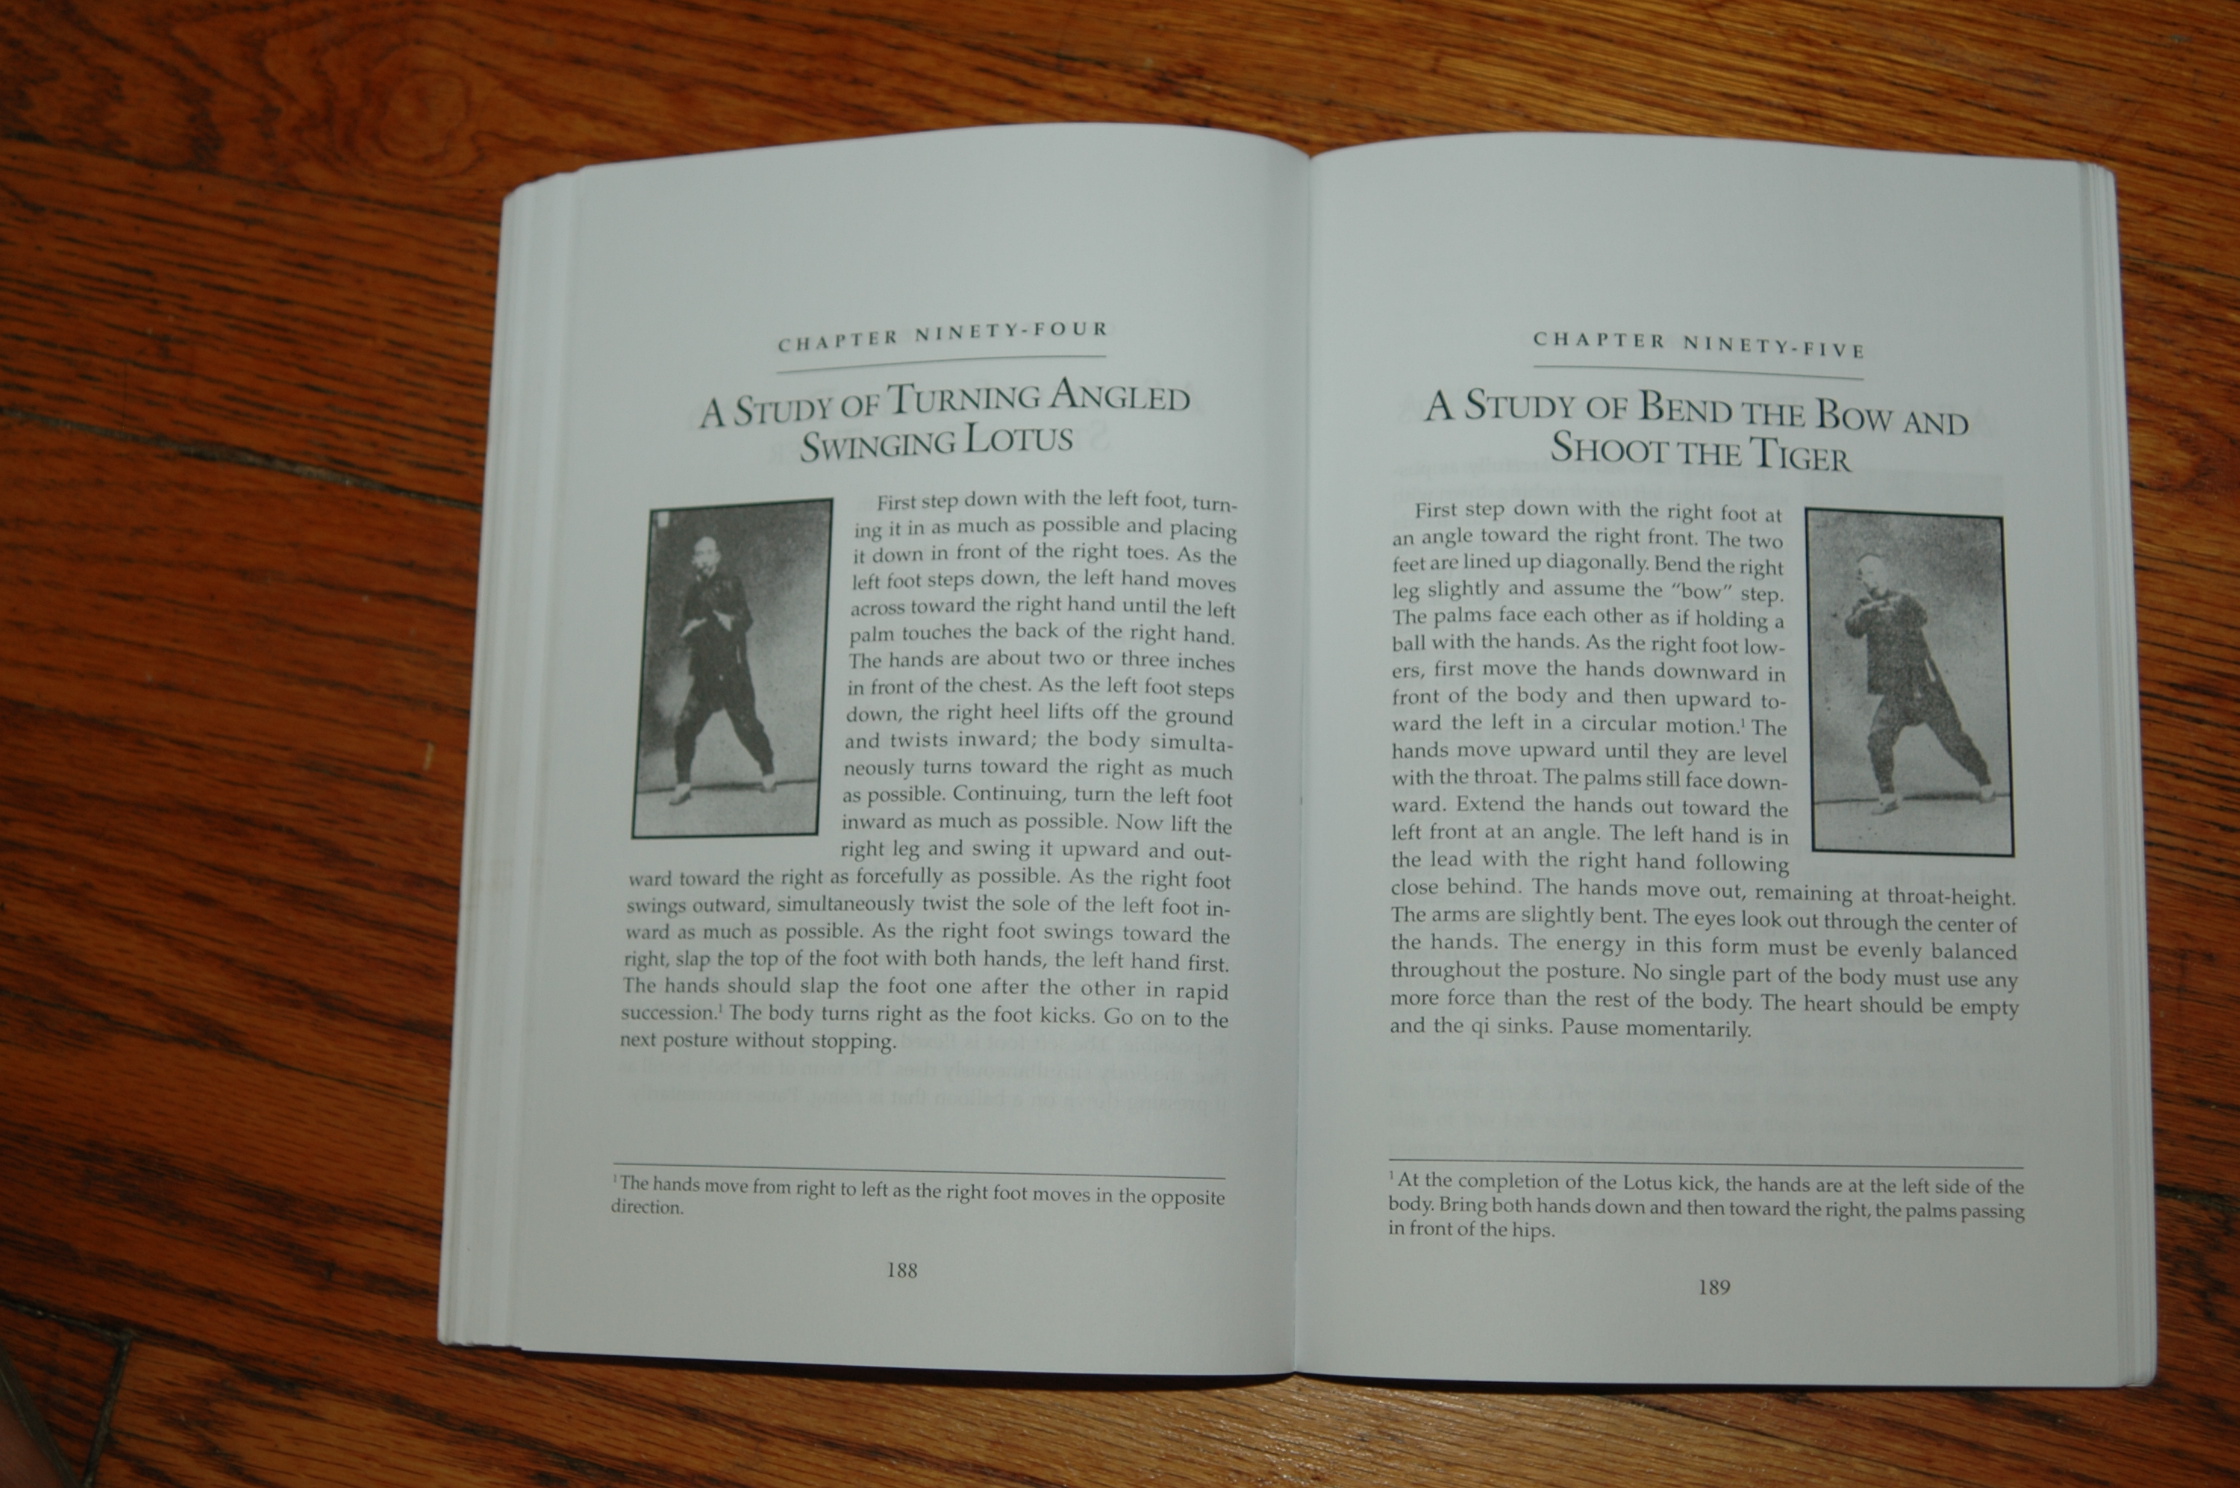 CHAPTER NINETY-FOUR
A STUDY OF TURNING ANGLED
SWINGING LOTUS
First step down with the left foot, turn-
ing it in as much as possible and placing
it down in front of the right toes. As the
left foot steps down, the left hand moves
across toward the right hand until the left
palm touches the back of the right hand.
The hands are about two or three inches
in front of the chest. As the left foot steps
down, the right heel lifts off the ground
and twists inward; the body simulta-
neously turns toward the right as much
as possible. Continuing, turn the left foot
inward as much as possible. Now lift the
right leg and swing it upward and out-
ward toward the right as forcefully as possible. As the right foot
swings outward, simultaneously twist the sole of the left foot in-
ward as much as possible. As the right foot swings toward the
right, slap the top of the foot with both hands, the left hand first.
The hands should slap the foot one after the other in rapid
succession.¹ The body turns right as the foot kicks. Go on to the
next posture without stopping.
¹ The hands move from right to left as the right foot moves in the opposite
direction.
188
CHAPTER NINETY-FIVE
A STUDY OF BEND THE BOW AND
SHOOT THE TIGER
First step down with the right foot at
an angle toward the right front. The two
feet are lined up diagonally. Bend the right
leg slightly and assume the "bow" step.
The palms face each other as if holding a
ball with the hands. As the right foot low-
ers, first move the hands downward in
front of the body and then upward to-
ward the left in a circular motion.¹ The
hands move upward until they are level
with the throat. The palms still face down-
ward. Extend the hands out toward the
left front at an angle. The left hand is in
the lead with the right hand following
close behind. The hands move out, remaining at throat-height.
The arms are slightly bent. The eyes look out through the center of
the hands. The energy in this form must be evenly balanced
throughout the posture. No single part of the body must use any
more force than the rest of the body. The heart should be empty
and the qi sinks. Pause momentarily.
¹ At the completion of the Lotus kick, the hands are at the left side of the
body. Bring both hands down and then toward the right, the palms passing
in front of the hips.
189